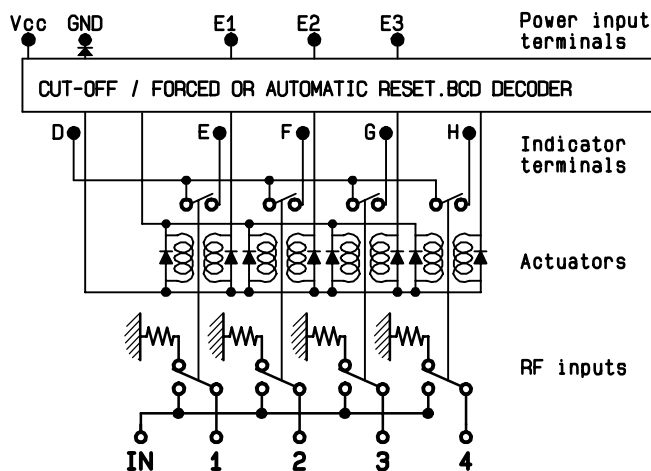 Vcc GND E1 E2 E3 Power input
terminals
CUT-OFF / FORCED OR AUTOMATIC RESET.BCD DECODER
D E F G H Indicator
terminals
Actuators
RF inputs
IN 1 2 3 4